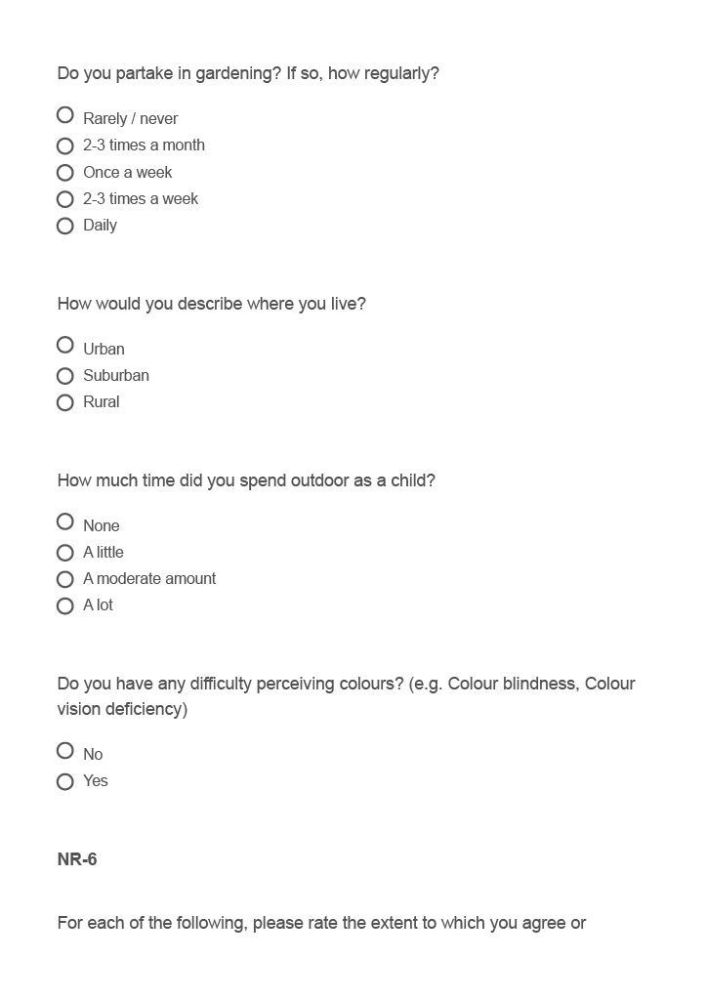 Do you partake in gardening? If so, how regularly?
Rarely / never
2-3 times a month
Once a week
2-3 times a week
Daily
How would you describe where you live?
Urban
Suburban
Rural
How much time did you spend outdoor as a child?
None
A little
A moderate amount
A lot
Do you have any difficulty perceiving colours? (e.g. Colour blindness, Colour
vision deficiency)
No
Yes
NR-6
For each of the following, please rate the extent to which you agree or